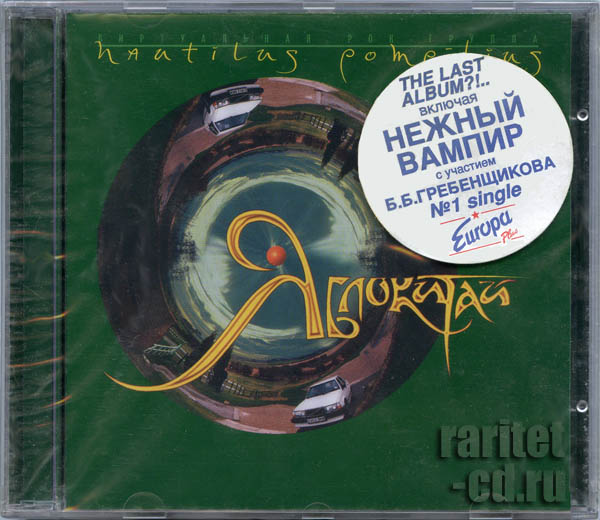 ВИРТУАЛЬНАЯ РОК ГРУППА
nautilus pompilius
THE LAST
ALBUM?!..
включая
НЕЖНЫЙ
ВАМПИР
с участием
Б.Б.ГРЕБЕНЩИКОВА
№1 single
Europa
Plus
Яблокитай
raritet
-cd.ru